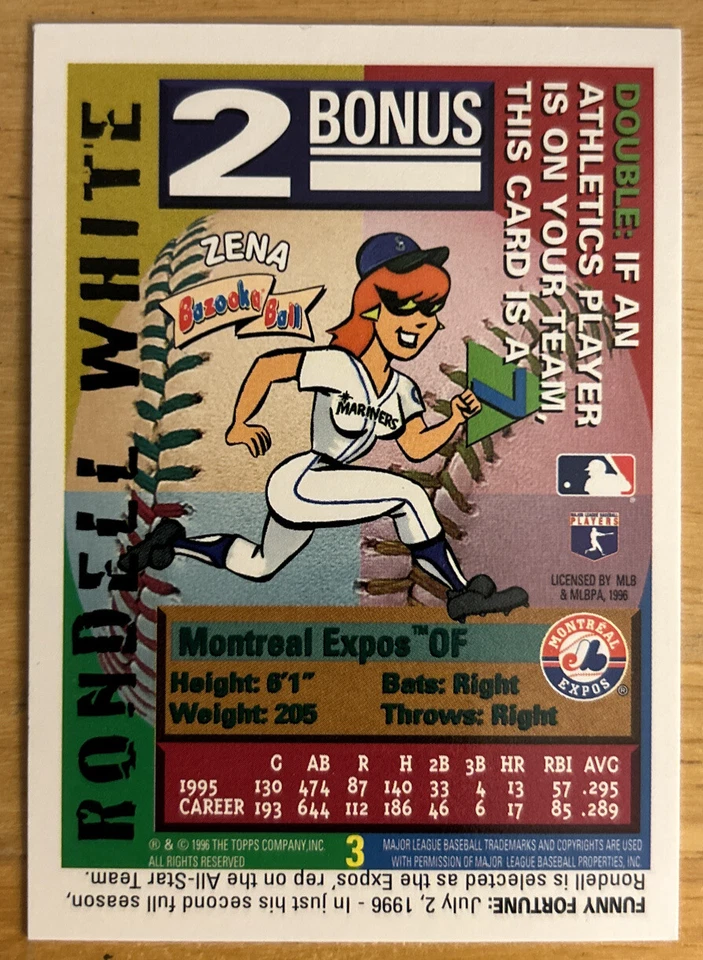 RONDELL WHITE
2 BONUS
DOUBLE: IF AN
ATHLETICS PLAYER
IS ON YOUR TEAM,
THIS CARD IS A
7
ZENA
Bazooka Ball
S
MARINERS
MAJOR LEAGUE BASEBALL
PLAYERS
LICENSED BY MLB
& MLBPA, 1996
Montreal Expos™ OF
Height: 6'1" Bats: Right
Weight: 205 Throws: Right
MONTRÉAL
EXPOS ®
G AB R H 2B 3B HR RBI AVG
1995 130 474 87 140 33 4 13 57 .295
CAREER 193 644 112 186 46 6 17 85 .289
® & © 1996 THE TOPPS COMPANY, INC.
ALL RIGHTS RESERVED
3
MAJOR LEAGUE BASEBALL TRADEMARKS AND COPYRIGHTS ARE USED
WITH PERMISSION OF MAJOR LEAGUE BASEBALL PROPERTIES, INC.
FUNNY FORTUNE: July 2, 1996 - In just his second full season,
Rondell is selected as the Expos' rep on the All-Star Team.